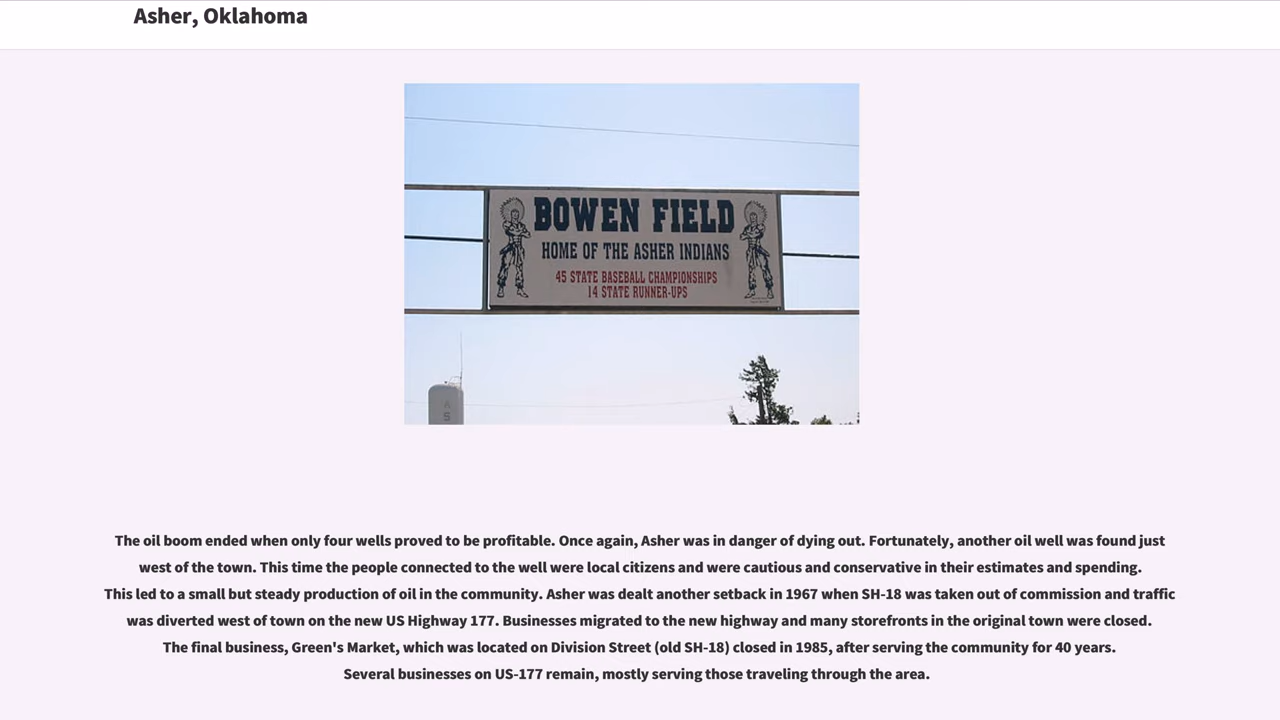 Asher, Oklahoma
BOWEN FIELD
HOME OF THE ASHER INDIANS
45 STATE BASEBALL CHAMPIONSHIPS
14 STATE RUNNER-UPS
A
S
The oil boom ended when only four wells proved to be profitable. Once again, Asher was in danger of dying out. Fortunately, another oil well was found just
west of the town. This time the people connected to the well were local citizens and were cautious and conservative in their estimates and spending.
This led to a small but steady production of oil in the community. Asher was dealt another setback in 1967 when SH-18 was taken out of commission and traffic
was diverted west of town on the new US Highway 177. Businesses migrated to the new highway and many storefronts in the original town were closed.
The final business, Green's Market, which was located on Division Street (old SH-18) closed in 1985, after serving the community for 40 years.
Several businesses on US-177 remain, mostly serving those traveling through the area.